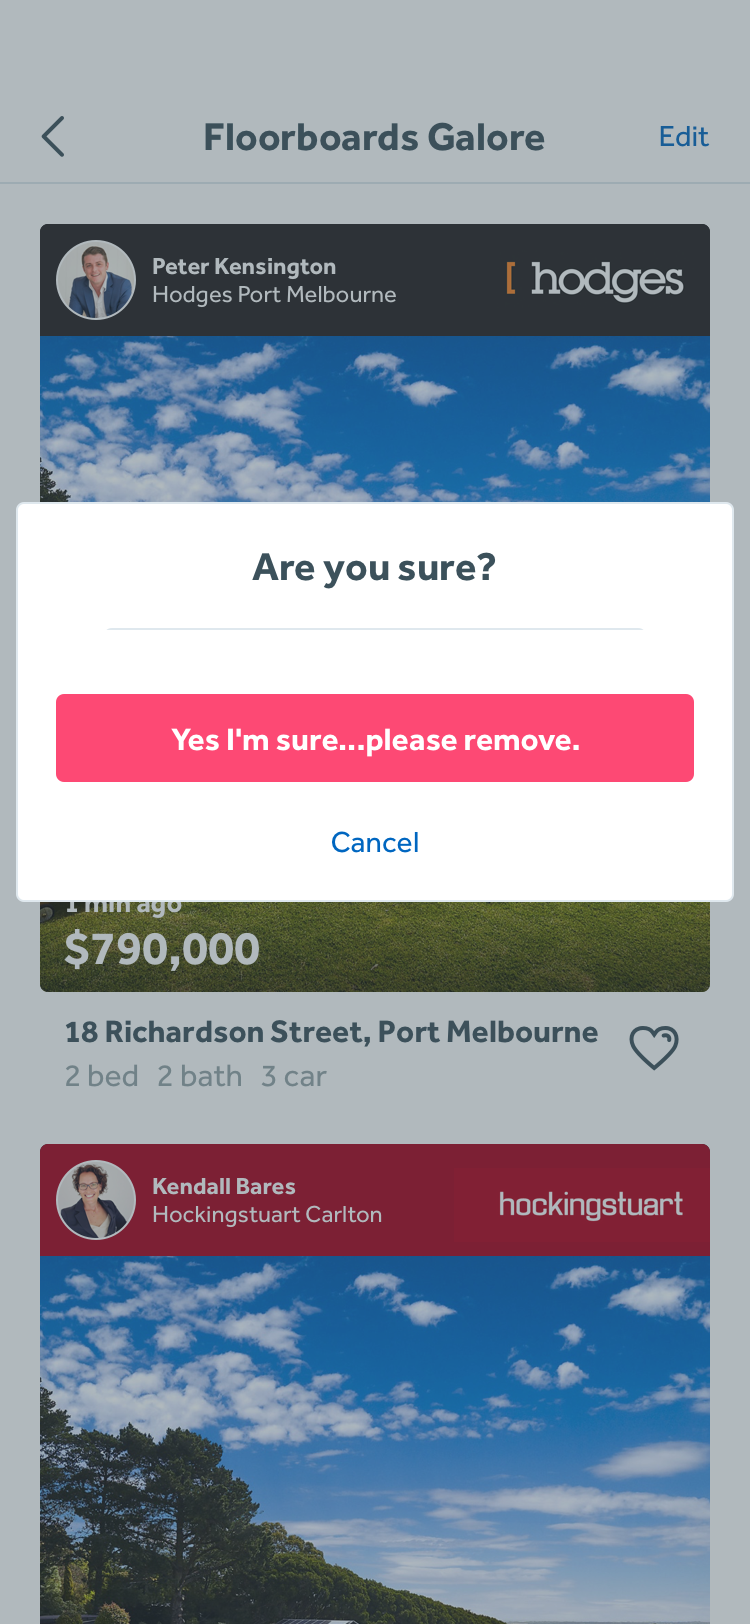 Floorboards Galore
Edit
Peter Kensington
Hodges Port Melbourne
[ hodges
Are you sure?
Yes I'm sure...please remove.
Cancel
1 min ago
$790,000
18 Richardson Street, Port Melbourne
2 bed 2 bath 3 car
Kendall Bares
Hockingstuart Carlton
hockingstuart